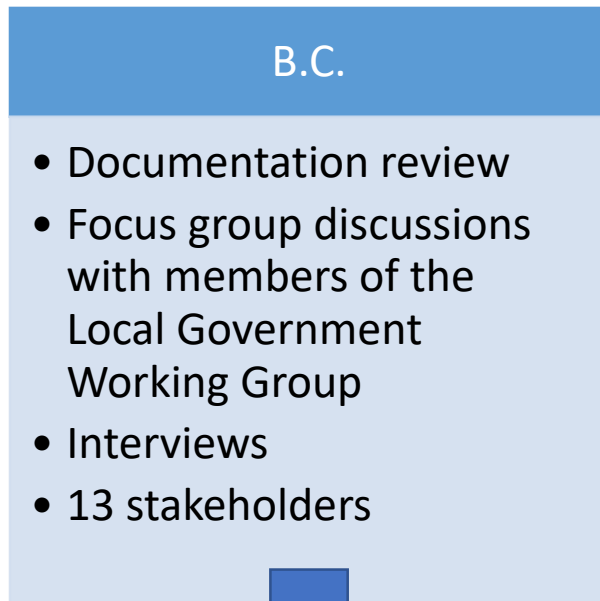 B.C.
• Documentation review
• Focus group discussions
with members of the
Local Government
Working Group
• Interviews
• 13 stakeholders